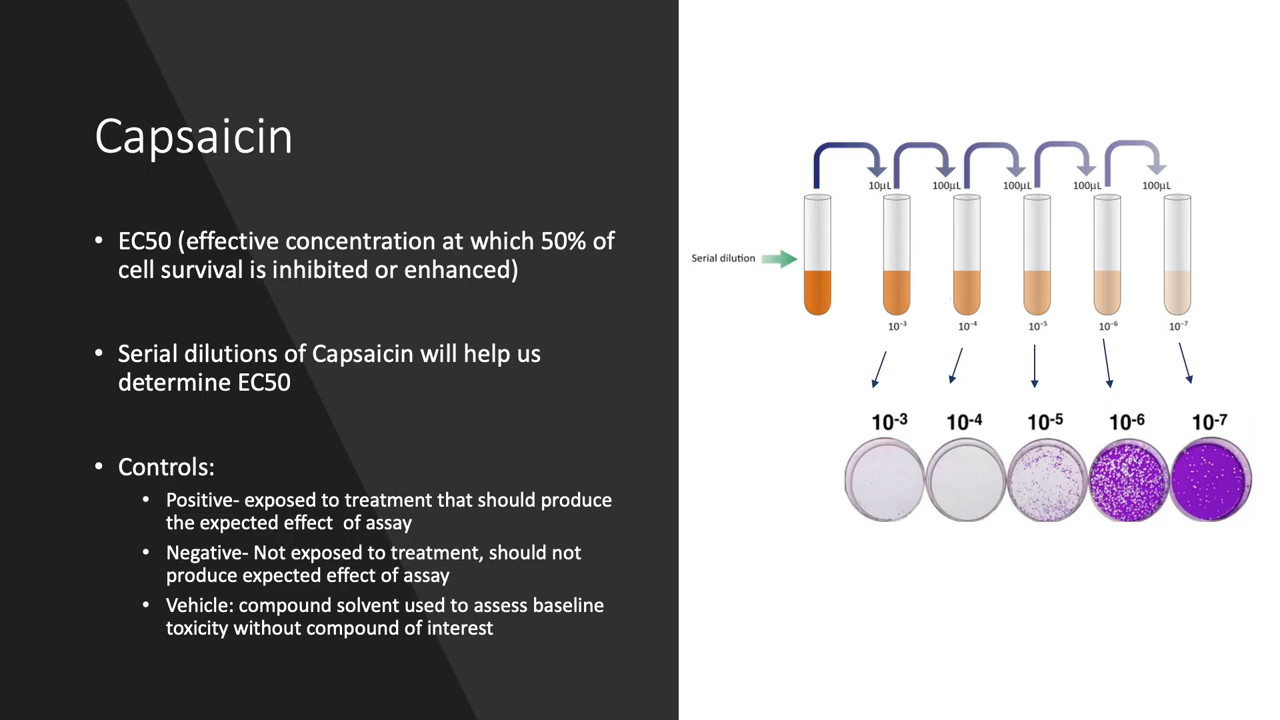 Capsaicin
• EC50 (effective concentration at which 50% of
cell survival is inhibited or enhanced)
• Serial dilutions of Capsaicin will help us
determine EC50
• Controls:
• Positive- exposed to treatment that should produce
the expected effect of assay
• Negative- Not exposed to treatment, should not
produce expected effect of assay
• Vehicle: compound solvent used to assess baseline
toxicity without compound of interest
10μL 100μL 100μL 100μL 100μL
Serial dilution
10⁻³ 10⁻⁴ 10⁻⁵ 10⁻⁶ 10⁻⁷
10⁻³ 10⁻⁴ 10⁻⁵ 10⁻⁶ 10⁻⁷